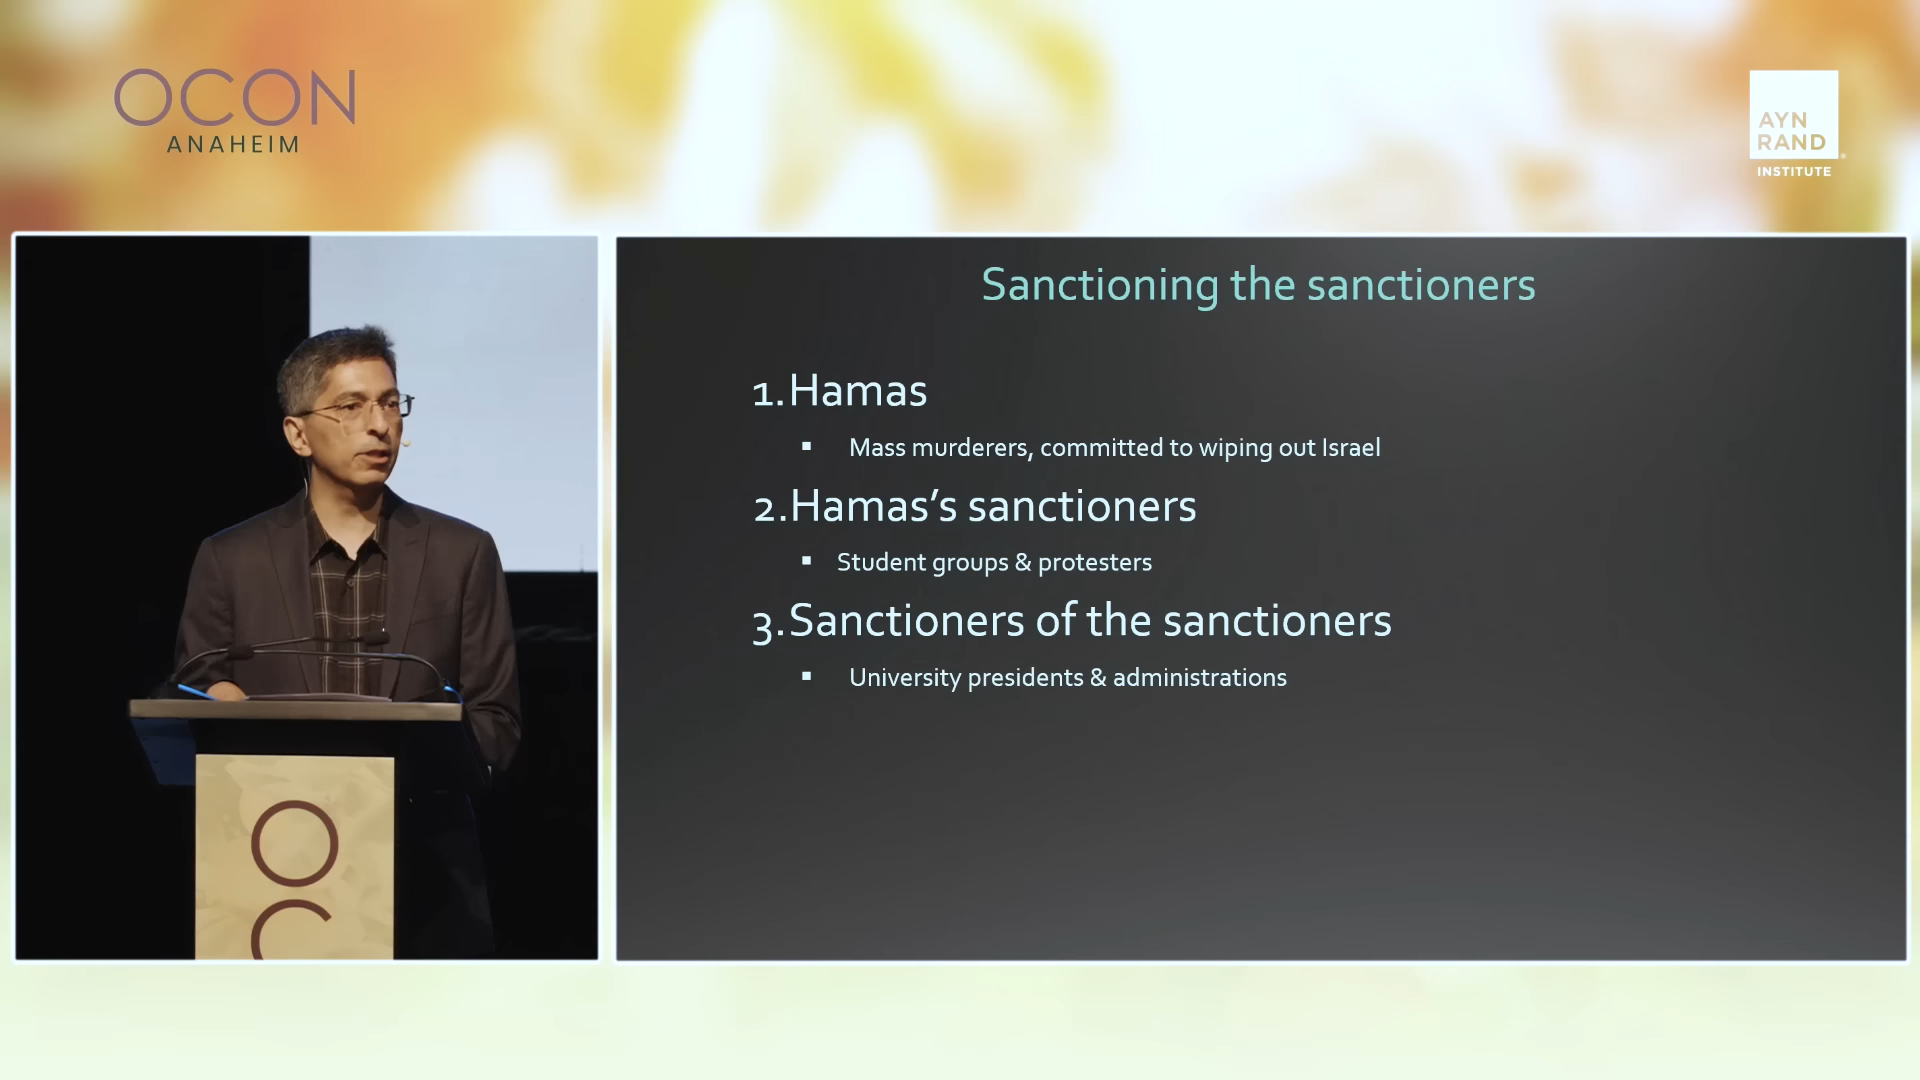 OCON
ANAHEIM
AYN
RAND
INSTITUTE
Sanctioning the sanctioners
1. Hamas
▪ Mass murderers, committed to wiping out Israel
2. Hamas’s sanctioners
▪ Student groups & protesters
3. Sanctioners of the sanctioners
▪ University presidents & administrations
O
C